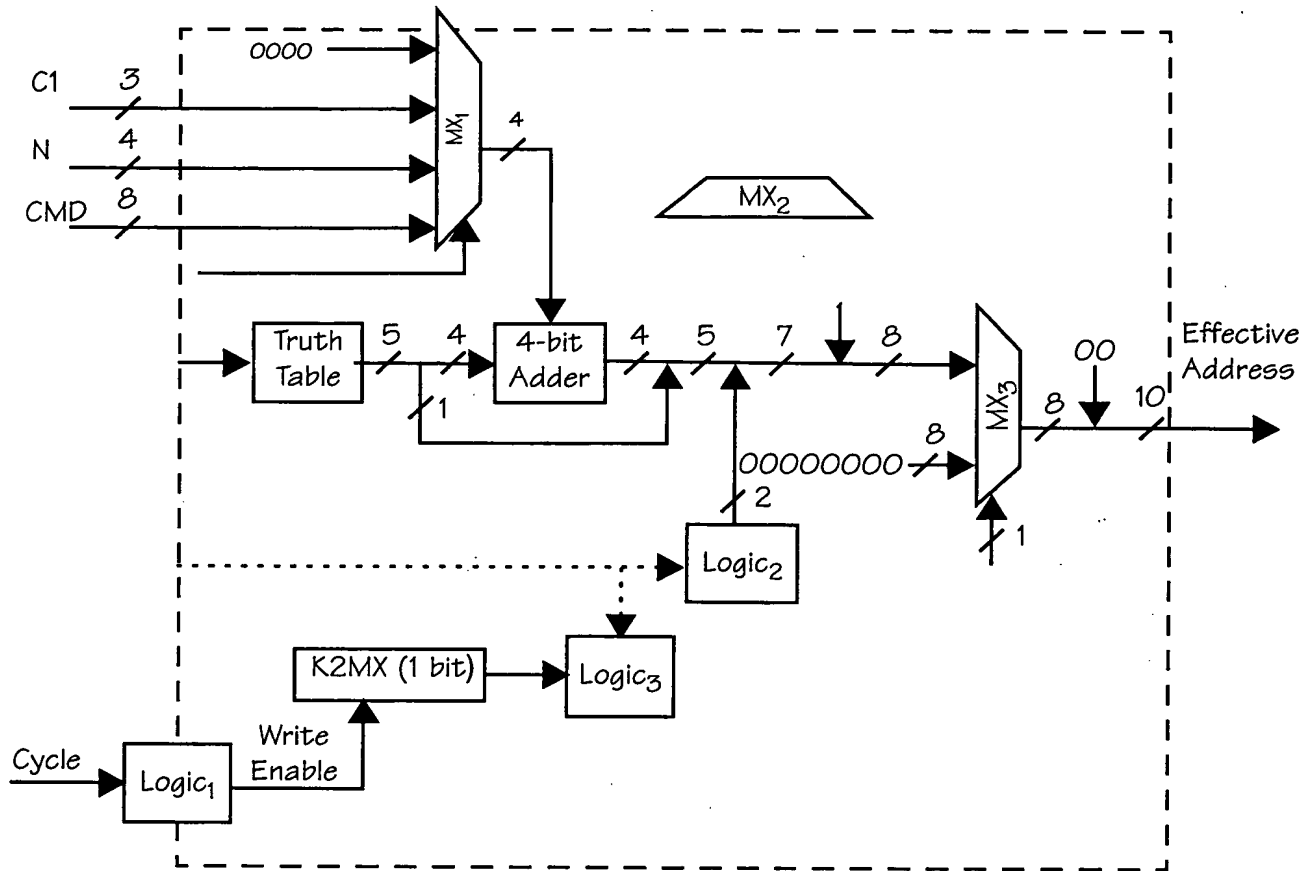 0000
C1
3
N
4
CMD
8
MX1
4
MX2
Truth
Table
5
4
1
4-bit
Adder
4
5
7
1
8
00000000
8
MX3
1
8
00
10
Effective
Address
2
Logic2
K2MX (1 bit)
Logic3
Cycle
Logic1
Write
Enable